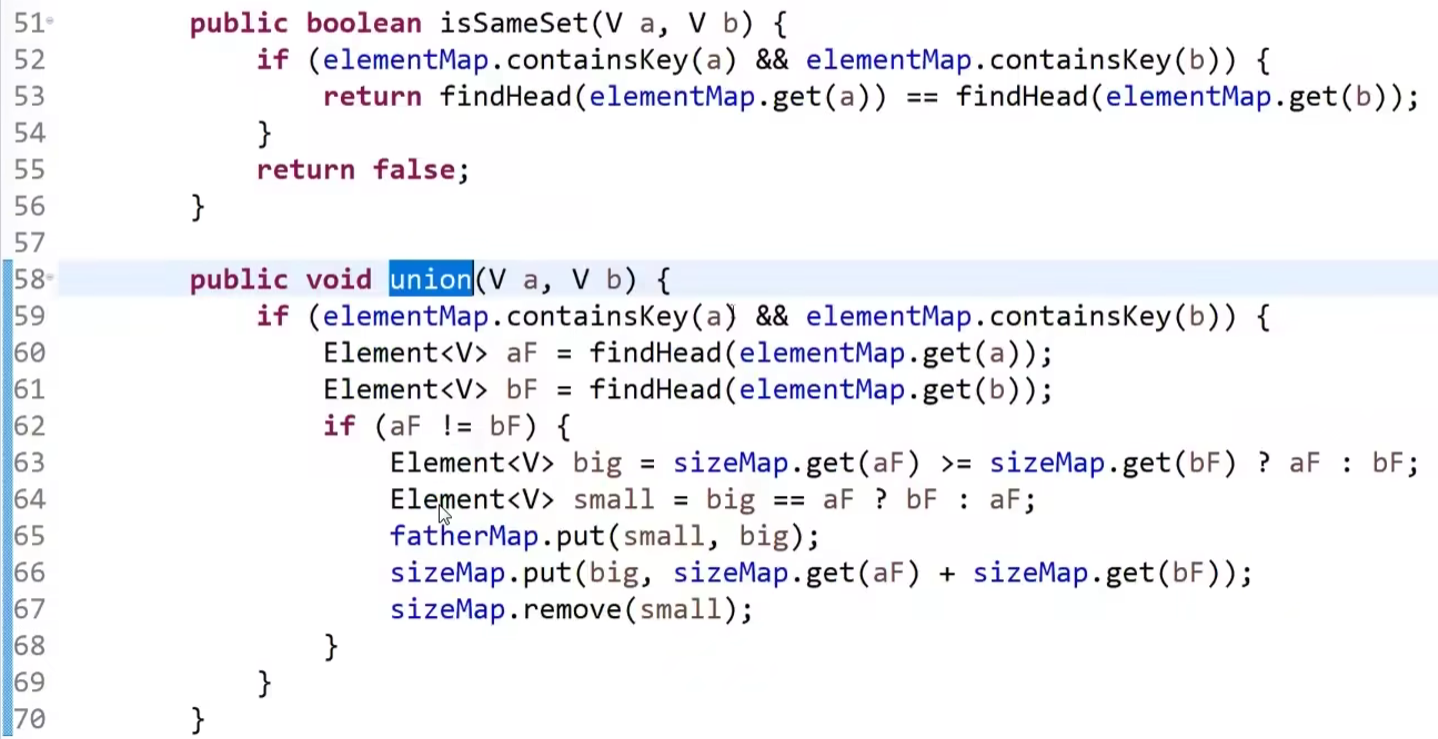 51 public boolean isSameSet(V a, V b) {
52 if (elementMap.containsKey(a) && elementMap.containsKey(b)) {
53 return findHead(elementMap.get(a)) == findHead(elementMap.get(b));
54 }
55 return false;
56 }
57
58 public void union(V a, V b) {
59 if (elementMap.containsKey(a) && elementMap.containsKey(b)) {
60 Element<V> aF = findHead(elementMap.get(a));
61 Element<V> bF = findHead(elementMap.get(b));
62 if (aF != bF) {
63 Element<V> big = sizeMap.get(aF) >= sizeMap.get(bF) ? aF : bF;
64 Element<V> small = big == aF ? bF : aF;
65 fatherMap.put(small, big);
66 sizeMap.put(big, sizeMap.get(aF) + sizeMap.get(bF));
67 sizeMap.remove(small);
68 }
69 }
70 }